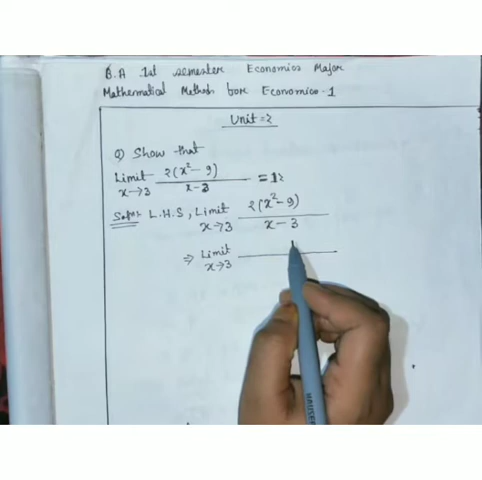 B.A 1st semester Economics Major
Mathematical Methods for Economics-1
Unit=2
Q) Show that
Limit x→3 2(x²-9)/x-3 = 12
Soln: L.H.S, Limit x→3 2(x²-9)/x-3
⇒ Limit x→3